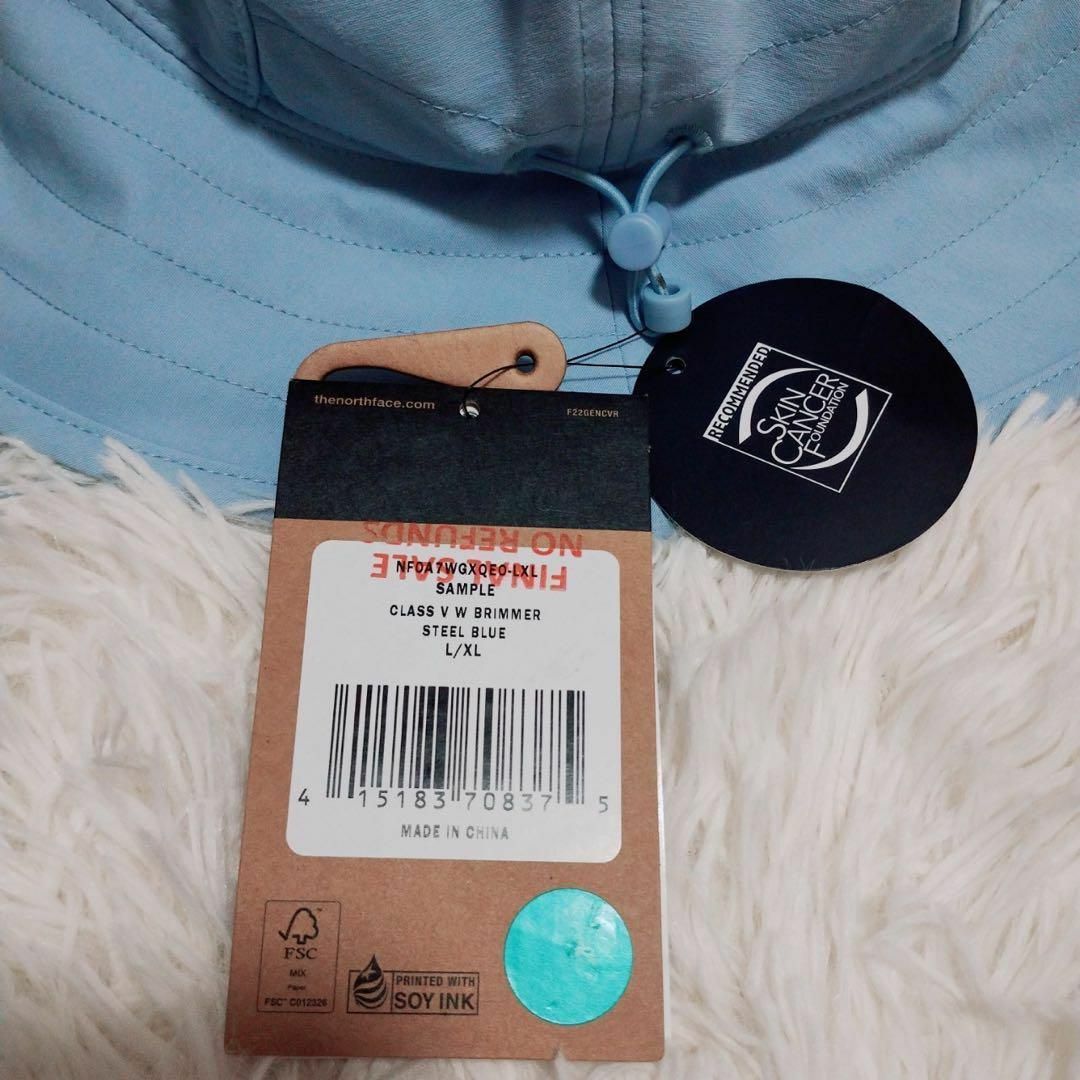 thenorthface.com
F22GENCVR
NO REFUNDS
FINAL SALE
NF0A7WGXQEO-LXL
SAMPLE
CLASS V W BRIMMER
STEEL BLUE
L/XL
4 15183 70837 5
MADE IN CHINA
FSC
MIX
Paper
FSC™ C012326
PRINTED WITH
SOY INK
RECOMMENDED
SKIN
CANCER
FOUNDATION